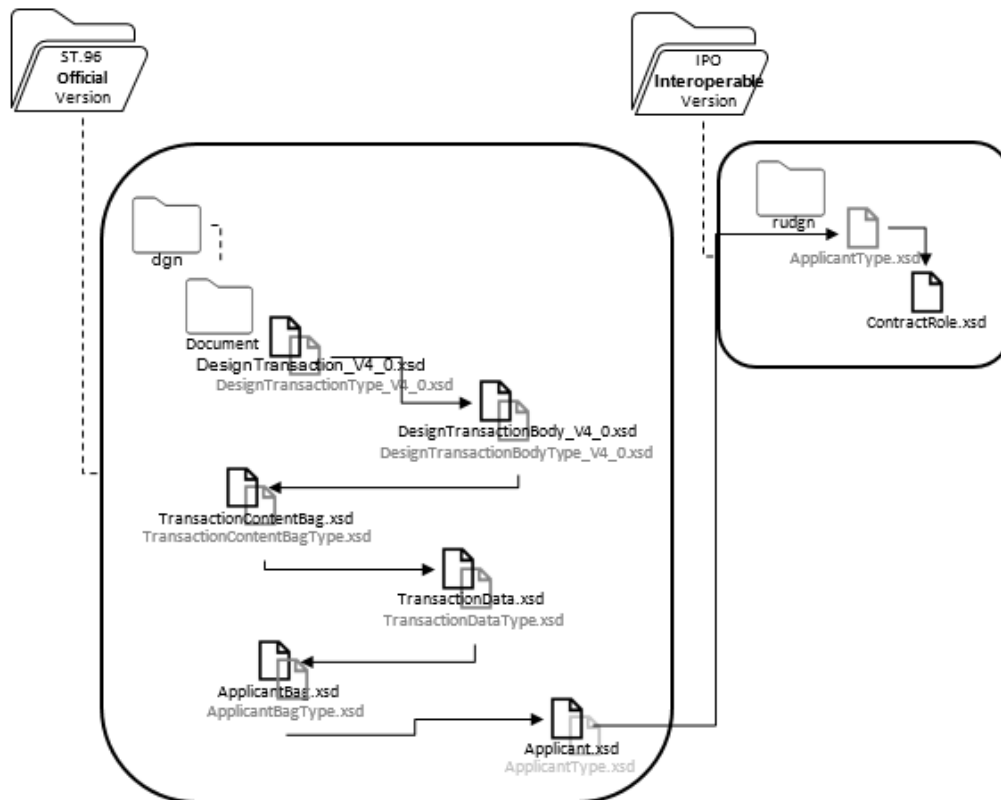 ST.96
Official
Version
IPO
Interoperable
Version
dgn
Document
DesignTransaction_V4_0.xsd
DesignTransactionType_V4_0.xsd
DesignTransactionBody_V4_0.xsd
DesignTransactionBodyType_V4_0.xsd
TransactionContentBag.xsd
TransactionContentBagType.xsd
TransactionData.xsd
TransactionDataType.xsd
ApplicantBag.xsd
ApplicantBagType.xsd
Applicant.xsd
ApplicantType.xsd
rudgn
ApplicantType.xsd
ContractRole.xsd